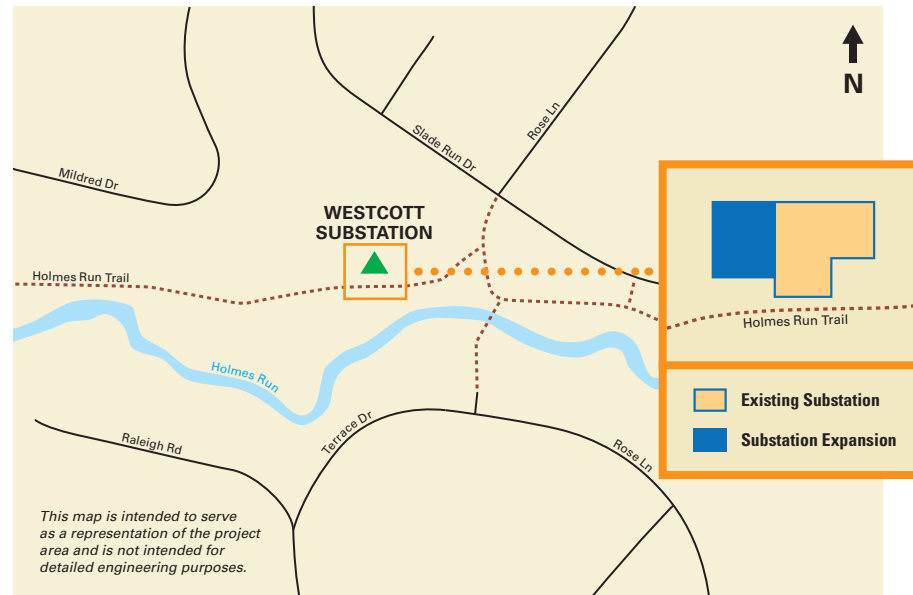 N
Slade Run Dr
Rose Ln
Mildred Dr
WESTCOTT
SUBSTATION
Holmes Run Trail
Holmes Run Trail
Holmes Run
Existing Substation
Substation Expansion
Terrace Dr
Raleigh Rd
Rose Ln
This map is intended to serve
as a representation of the project
area and is not intended for
detailed engineering purposes.